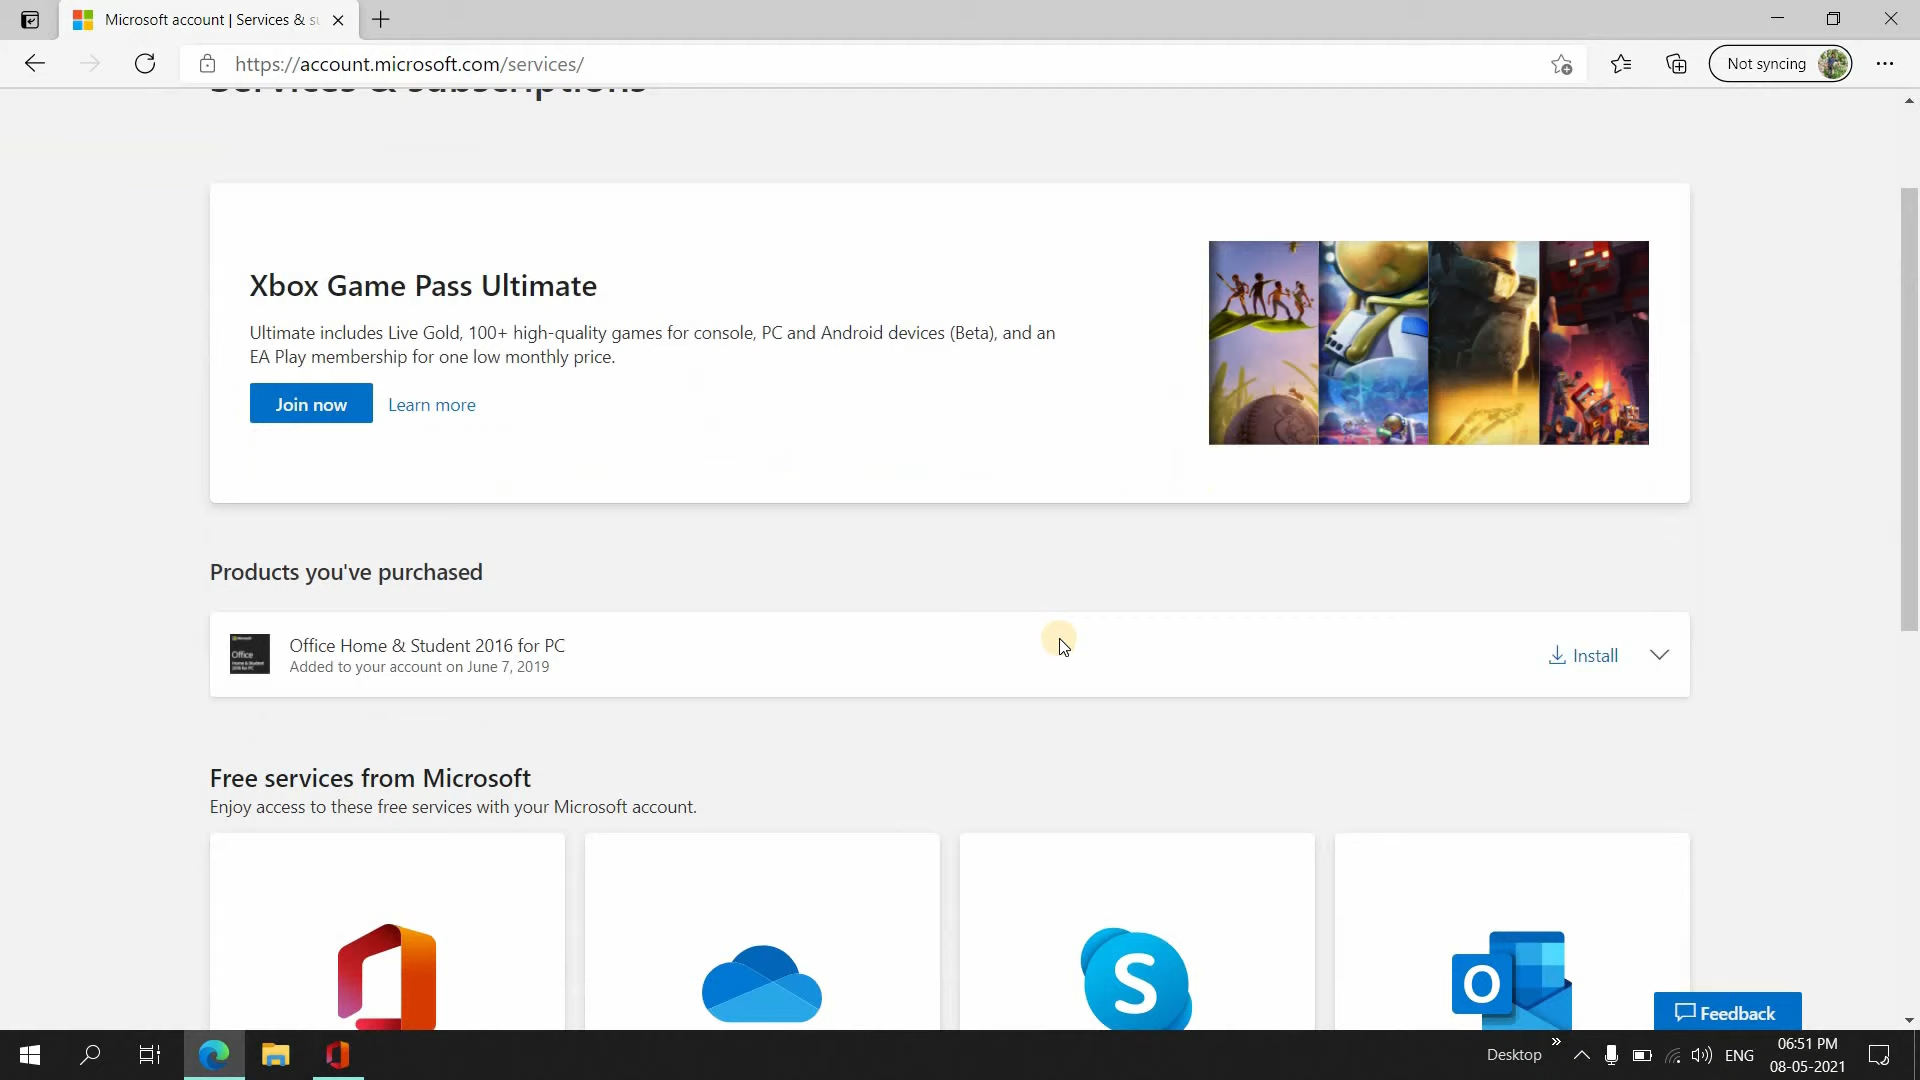 Microsoft account | Services & su
https://account.microsoft.com/services/
Not syncing
Services & subscriptions
Xbox Game Pass Ultimate
Ultimate includes Live Gold, 100+ high-quality games for console, PC and Android devices (Beta), and an
EA Play membership for one low monthly price.
Join now
Learn more
Products you've purchased
Office Home & Student 2016 for PC
Added to your account on June 7, 2019
Install
Free services from Microsoft
Enjoy access to these free services with your Microsoft account.
S
O
Feedback
Desktop
ENG
06:51 PM
08-05-2021